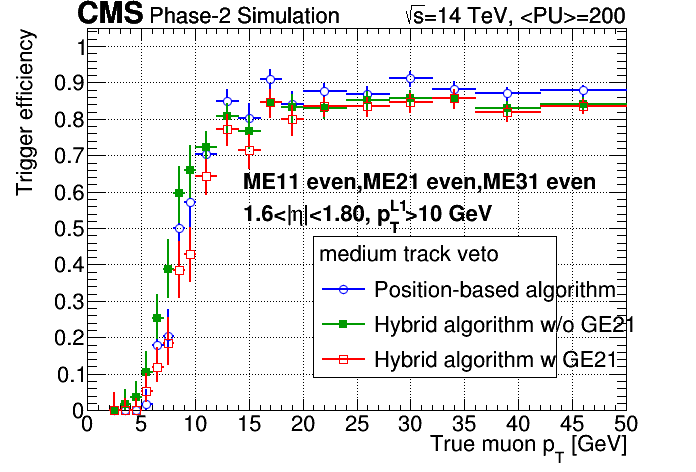 CMS Phase-2 Simulation √s=14 TeV, <PU>=200
Trigger efficiency
1
0.9
0.8
0.7
0.6
0.5
0.4
0.3
0.2
0.1
0
ME11 even,ME21 even,ME31 even
1.6<|η|<1.80, p_T^L1>10 GeV
medium track veto
Position-based algorithm
Hybrid algorithm w/o GE21
Hybrid algorithm w GE21
0 5 10 15 20 25 30 35 40 45 50
True muon p_T [GeV]